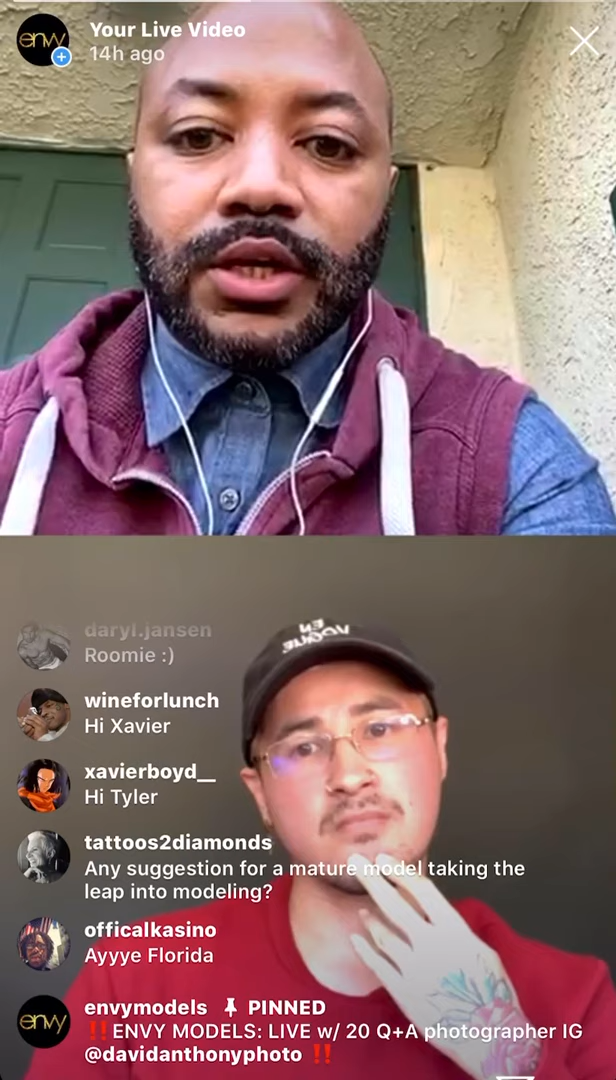 envy
Your Live Video
14h ago
EN
VOGUE
daryl.jansen
Roomie :)
wineforlunch
Hi Xavier
xavierboyd__
Hi Tyler
tattoos2diamonds
Any suggestion for a mature model taking the
leap into modeling?
officalkasino
Ayyye Florida
envy
envymodels PINNED
‼️ENVY MODELS: LIVE w/ 20 Q+A photographer IG
@davidanthonyphoto ‼️